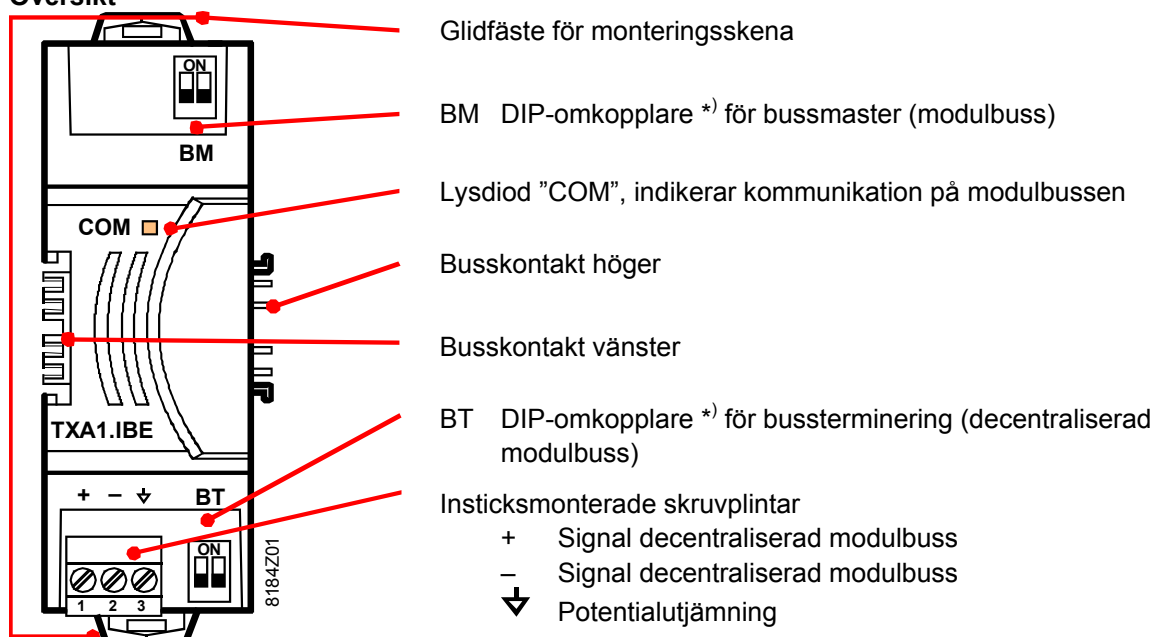 Översikt
Glidfäste för monteringsskena
ON
BM
BM DIP-omkopplare *) för bussmaster (modulbuss)
COM
Lysdiod ”COM”, indikerar kommunikation på modulbussen
Busskontakt höger
Busskontakt vänster
TXA1.IBE
BT DIP-omkopplare *) för bussterminering (decentraliserad
modulbuss)
+ – BT
ON
1 2 3
8184Z01
Insticksmonterade skruvplintar
+ Signal decentraliserad modulbuss
– Signal decentraliserad modulbuss
Potentialutjämning